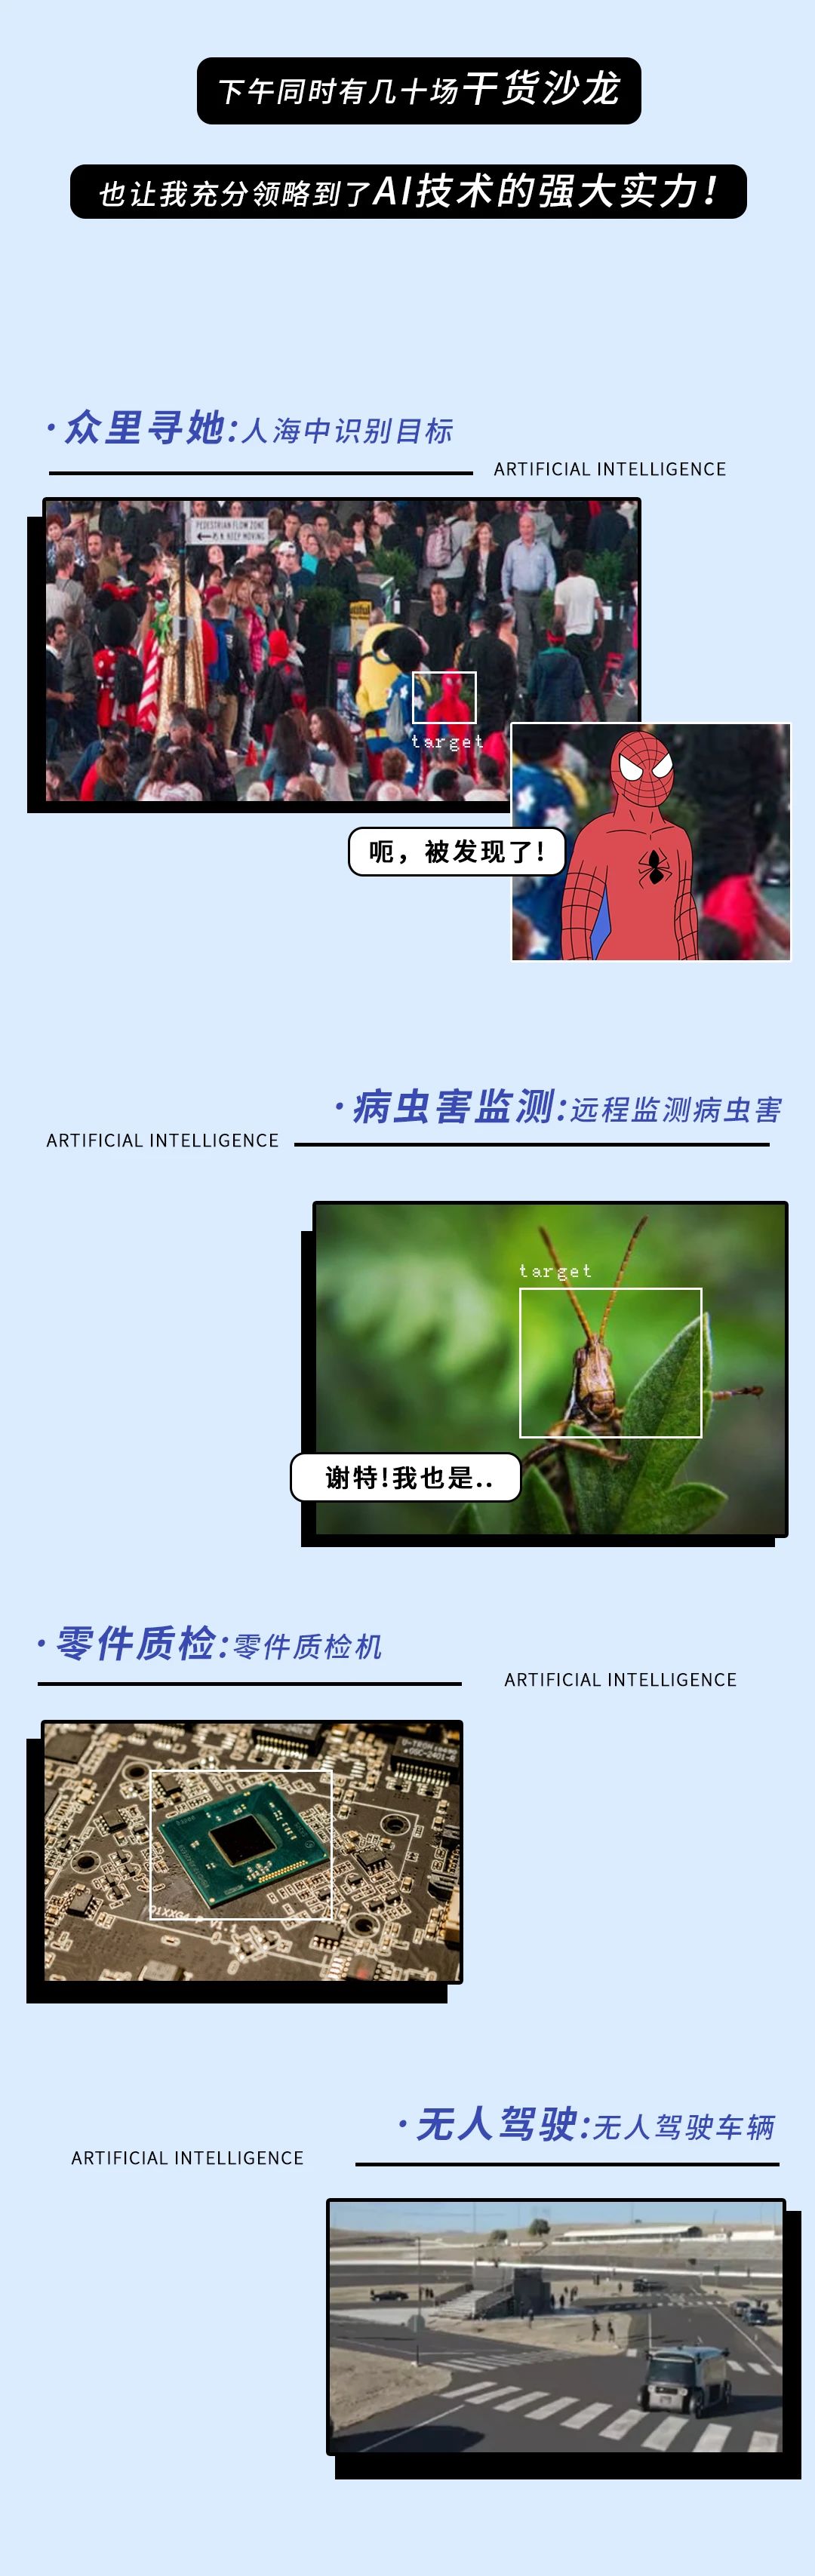 下午同时有几十场干货沙龙
也让我充分领略到了AI技术的强大实力！
·众里寻她:人海中识别目标
ARTIFICIAL INTELLIGENCE
PEDESTRIAN FLOW ZONE
KEEP MOVING
target
呃，被发现了!
·病虫害监测:远程监测病虫害
ARTIFICIAL INTELLIGENCE
target
谢特!我也是..
·零件质检:零件质检机
ARTIFICIAL INTELLIGENCE
·无人驾驶:无人驾驶车辆
ARTIFICIAL INTELLIGENCE